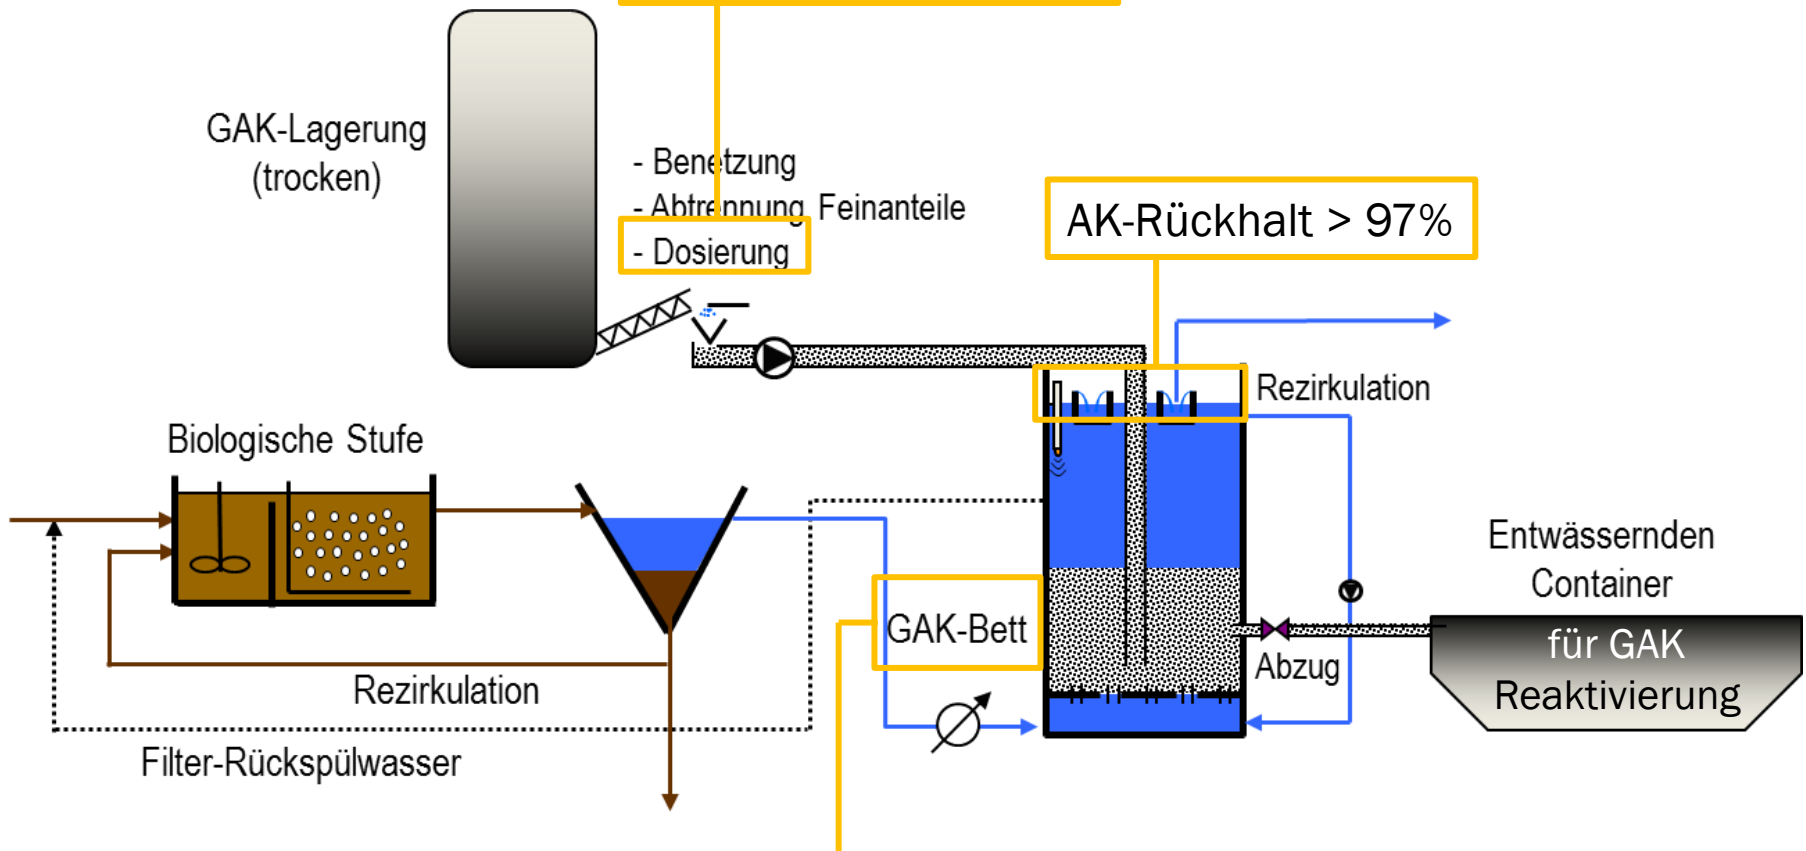 GAK-Lagerung
(trocken)
- Benetzung
- Abtrennung Feinanteile
- Dosierung
AK-Rückhalt > 97%
Rezirkulation
Biologische Stufe
GAK-Bett
Abzug
Entwässernden
Container
für GAK
Reaktivierung
Rezirkulation
Filter-Rückspülwasser